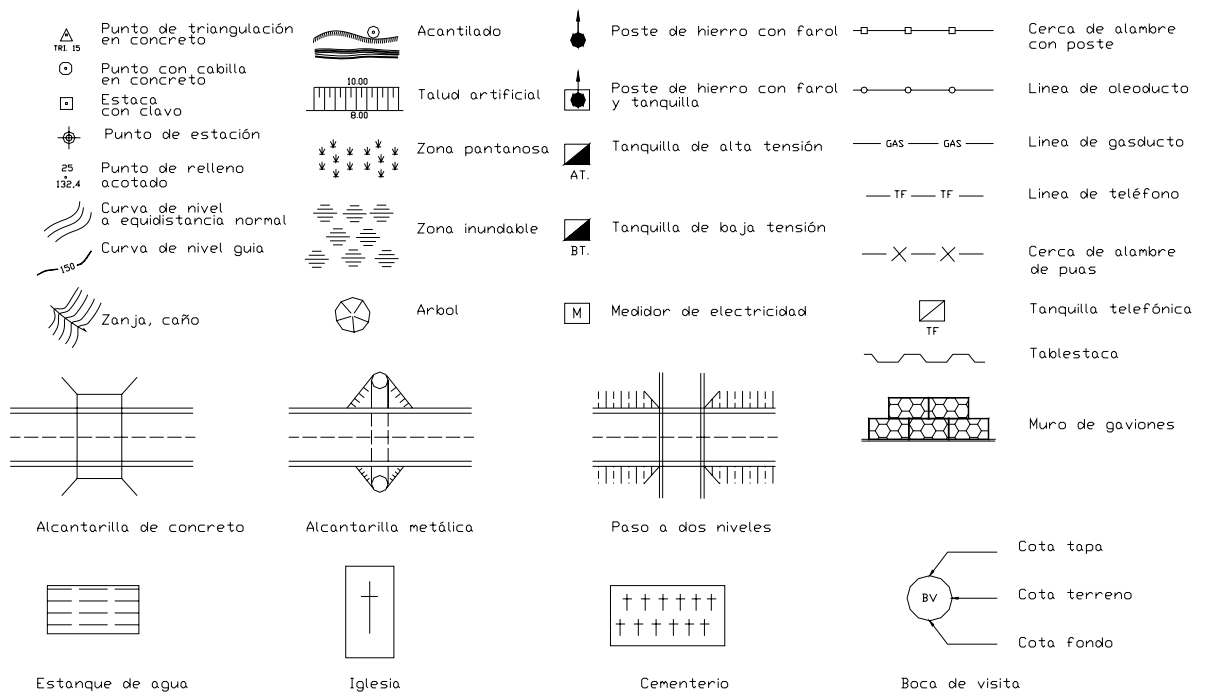 TRI. 15
Punto de triangulación
en concreto
Punto con cabilla
en concreto
Estaca
con clavo
Punto de estación
25
132,4
Punto de relleno
acotado
Curva de nivel
a equidistancia normal
150
Curva de nivel guia
Zanja, caño
Acantilado
10.00
8.00
Talud artificial
Zona pantanosa
Zona inundable
Arbol
Poste de hierro con farol
Poste de hierro con farol
y tanquilla
AT.
Tanquilla de alta tensión
BT.
Tanquilla de baja tensión
M
Medidor de electricidad
Cerca de alambre
con poste
Linea de oleoducto
GAS GAS
Linea de gasducto
TF TF
Linea de teléfono
Cerca de alambre
de puas
TF
Tanquilla telefónica
Tablestaca
Muro de gaviones
Alcantarilla de concreto
Alcantarilla metálica
Paso a dos niveles
Estanque de agua
Iglesia
Cementerio
BV
Cota tapa
Cota terreno
Cota fondo
Boca de visita